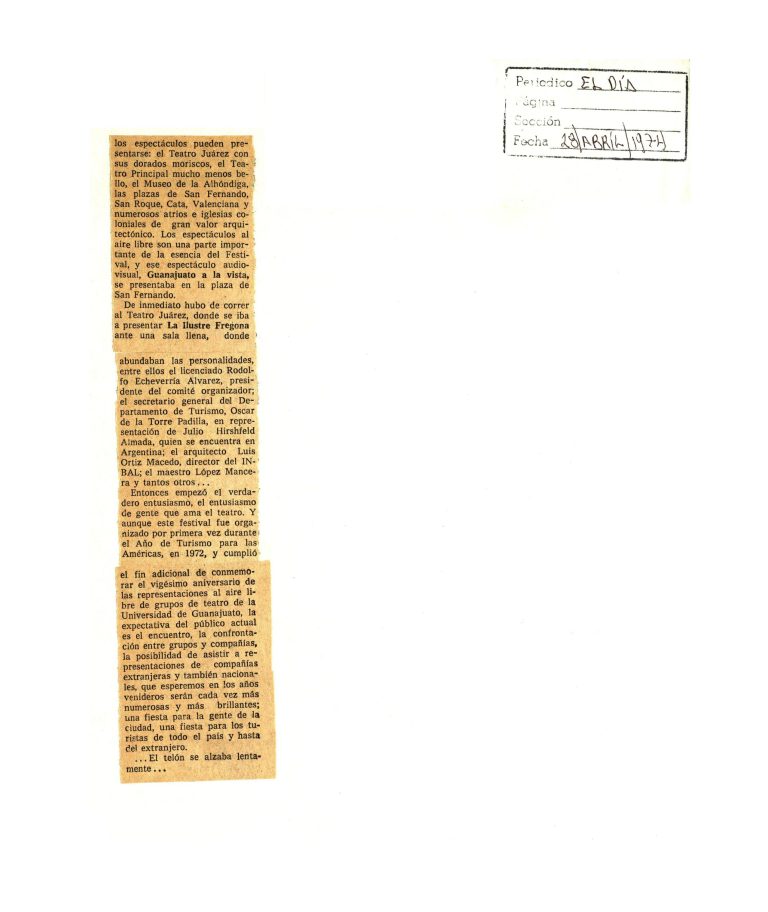 Periodico EL DÍA
Página
Sección
Fecha 28/ABRIL/1974
los espectáculos pueden pre-
sentarse: el Teatro Juárez con
sus dorados moriscos, el Tea-
tro Principal mucho menos be-
llo, el Museo de la Alhóndiga,
las plazas de San Fernando,
San Roque, Cata, Valenciana y
numerosos atrios e iglesias co-
loniales de gran valor arqui-
tectónico. Los espectáculos al
aire libre son una parte impor-
tante de la esencia del Festi-
val, y ese espectáculo audio-
visual, Guanajuato a la vista,
se presentaba en la plaza de
San Fernando.
De inmediato hubo de correr
al Teatro Juárez, donde se iba
a presentar La Ilustre Fregona
ante una sala llena, donde
abundaban las personalidades,
entre ellos el licenciado Rodol-
fo Echeverría Alvarez, presi-
dente del comité organizador;
el secretario general del De-
partamento de Turismo, Oscar
de la Torre Padilla, en repre-
sentación de Julio Hirshfeld
Almada, quien se encuentra en
Argentina; el arquitecto Luis
Ortiz Macedo, director del IN-
BAL; el maestro López Mance-
ra y tantos otros...
Entonces empezó el verda-
dero entusiasmo, el entusiasmo
de gente que ama el teatro. Y
aunque este festival fue orga-
nizado por primera vez durante
el Año de Turismo para las
Américas, en 1972, y cumplió
el fin adicional de conmemo-
rar el vigésimo aniversario de
las representaciones al aire li-
bre de grupos de teatro de la
Universidad de Guanajuato, la
expectativa del público actual
es el encuentro, la confronta-
ción entre grupos y compañías,
la posibilidad de asistir a re-
presentaciones de compañías
extranjeras y también naciona-
les, que esperemos en los años
venideros serán cada vez más
numerosas y más brillantes;
una fiesta para la gente de la
ciudad, una fiesta para los tu-
ristas de todo el país y hasta
del extranjero.
...El telón se alzaba lenta-
mente...